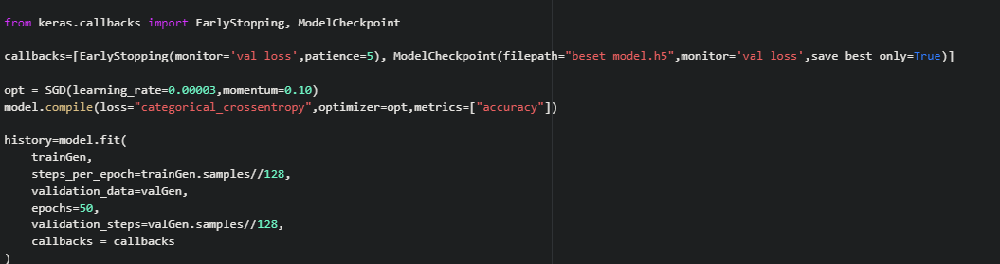 from keras.callbacks import EarlyStopping, ModelCheckpoint
callbacks=[EarlyStopping(monitor='val_loss',patience=5), ModelCheckpoint(filepath="beset_model.h5",monitor='val_loss',save_best_only=True)]
opt = SGD(learning_rate=0.00003,momentum=0.10)
model.compile(loss="categorical_crossentropy",optimizer=opt,metrics=["accuracy"])
history=model.fit(
    trainGen,
    steps_per_epoch=trainGen.samples//128,
    validation_data=valGen,
    epochs=50,
    validation_steps=valGen.samples//128,
    callbacks = callbacks
)